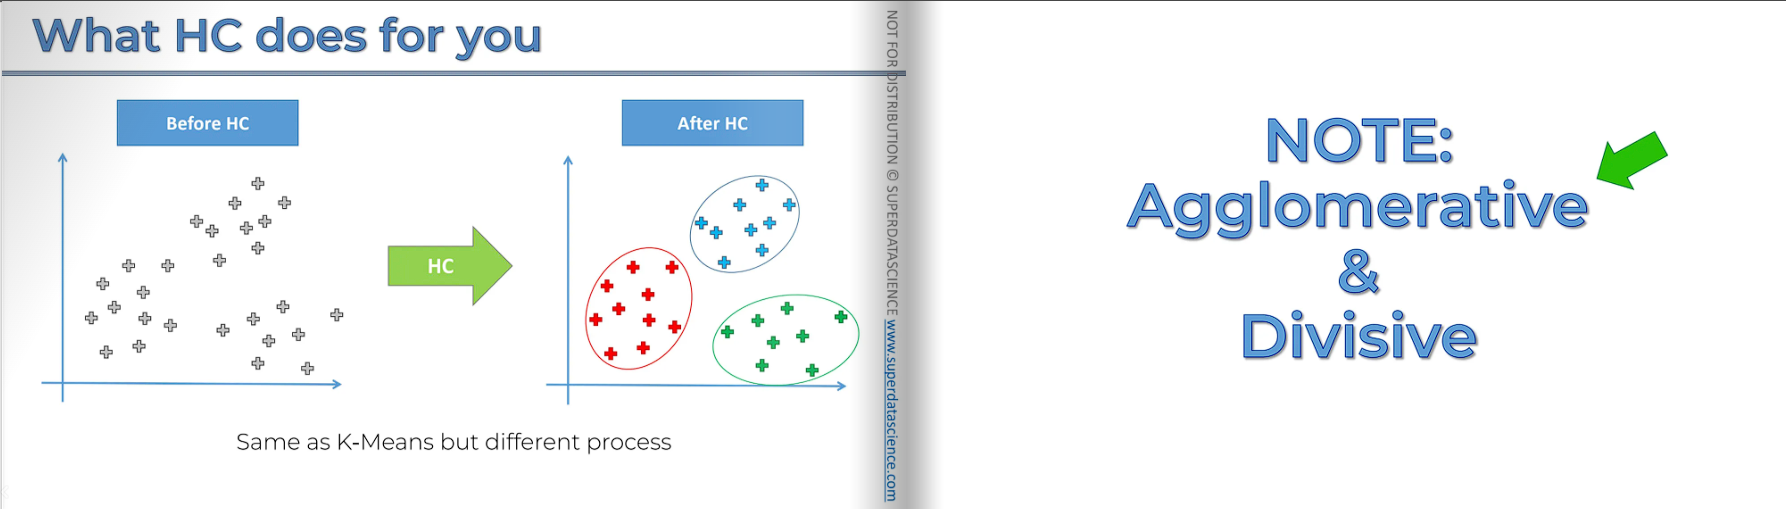 What HC does for you
Before HC
After HC
HC
Same as K-Means but different process
NOT FOR DISTRIBUTION © SUPERDATASCIENCE www.superdatascience.com
NOTE:
Agglomerative
&
Divisive